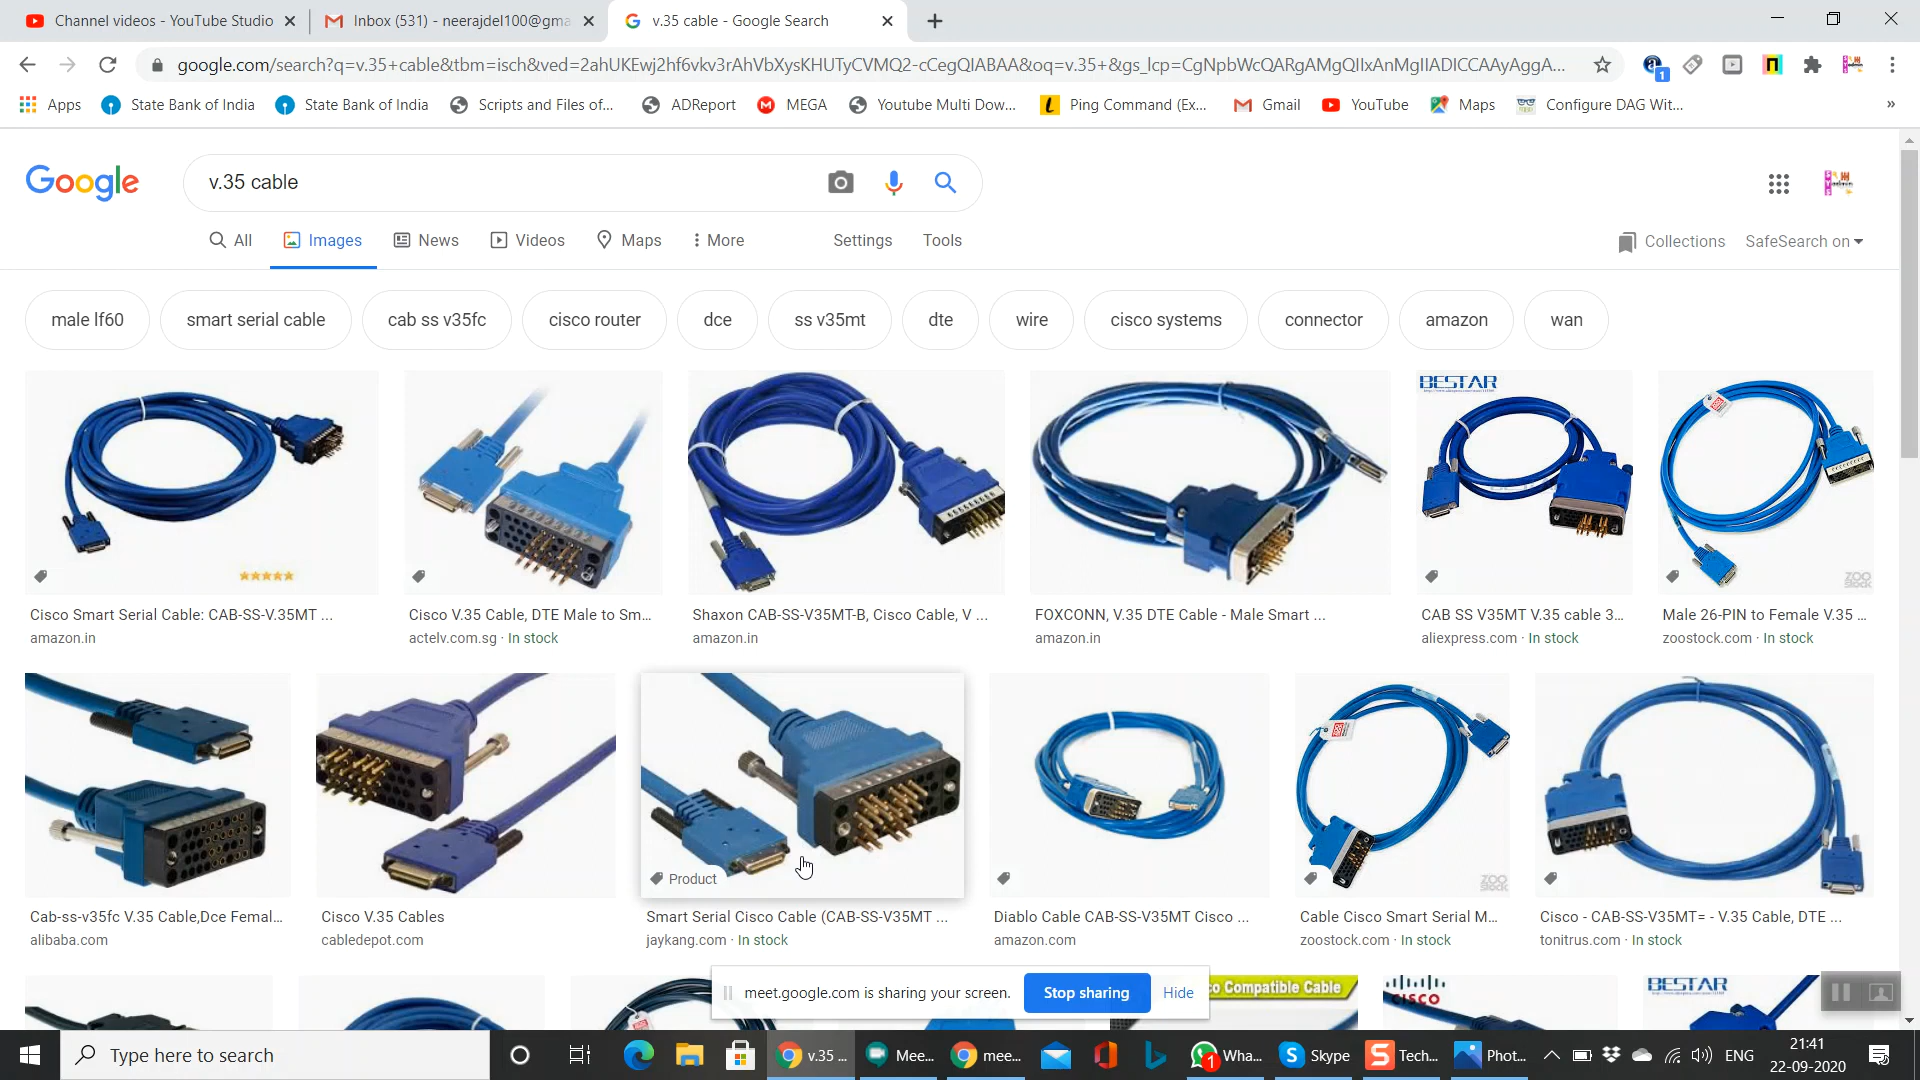 Channel videos - YouTube Studio
Inbox (531) - neerajdel100@gma
v.35 cable - Google Search
google.com/search?q=v.35+cable&tbm=isch&ved=2ahUKEwj2hf6vkv3rAhVbXysKHUTyCVMQ2-cCegQIABAA&oq=v.35+&gs_lcp=CgNpbWcQARgAMgQIIxAnMgIIADICCAAyAggA...
Apps State Bank of India State Bank of India Scripts and Files of... ADReport MEGA Youtube Multi Dow... Ping Command (Ex... Gmail YouTube Maps Configure DAG Wit... »
Google
v.35 cable
All Images News Videos Maps More Settings Tools Collections SafeSearch on
male lf60 smart serial cable cab ss v35fc cisco router dce ss v35mt dte wire cisco systems connector amazon wan
BESTAR
ZOO
Cisco Smart Serial Cable: CAB-SS-V.35MT ...
amazon.in
Cisco V.35 Cable, DTE Male to Sm...
actelv.com.sg · In stock
Shaxon CAB-SS-V35MT-B, Cisco Cable, V ...
amazon.in
FOXCONN, V.35 DTE Cable - Male Smart ...
amazon.in
CAB SS V35MT V.35 cable 3...
aliexpress.com · In stock
Male 26-PIN to Female V.35 ...
zoostock.com · In stock
Product
ZOO
Cab-ss-v35fc V.35 Cable,Dce Femal...
alibaba.com
Cisco V.35 Cables
cabledepot.com
Smart Serial Cisco Cable (CAB-SS-V35MT ...
jaykang.com · In stock
Diablo Cable CAB-SS-V35MT Cisco ...
amazon.com
Cable Cisco Smart Serial M...
zoostock.com · In stock
Cisco - CAB-SS-V35MT= - V.35 Cable, DTE ...
tonitrus.com · In stock
meet.google.com is sharing your screen. Stop sharing Hide
co Compatible Cable
CISCO
BESTAR
Type here to search
v.35 ... Mee... mee... 1 Wha... Skype Tech... Phot... ENG
21:41
22-09-2020